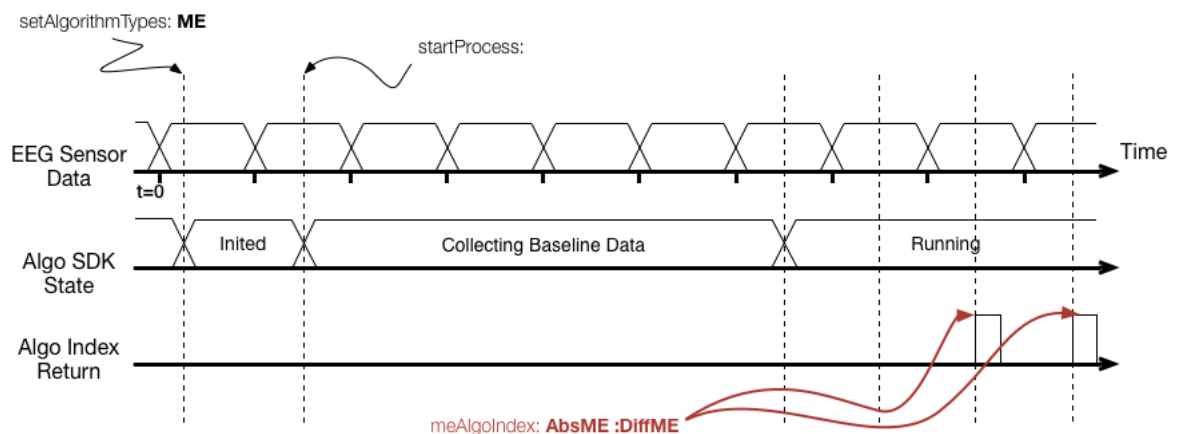 setAlgorithmTypes: ME
startProcess:
EEG Sensor
Data
Time
t=0
Algo SDK
State
Inited
Collecting Baseline Data
Running
Algo Index
Return
meAlgoIndex: AbsME :DiffME